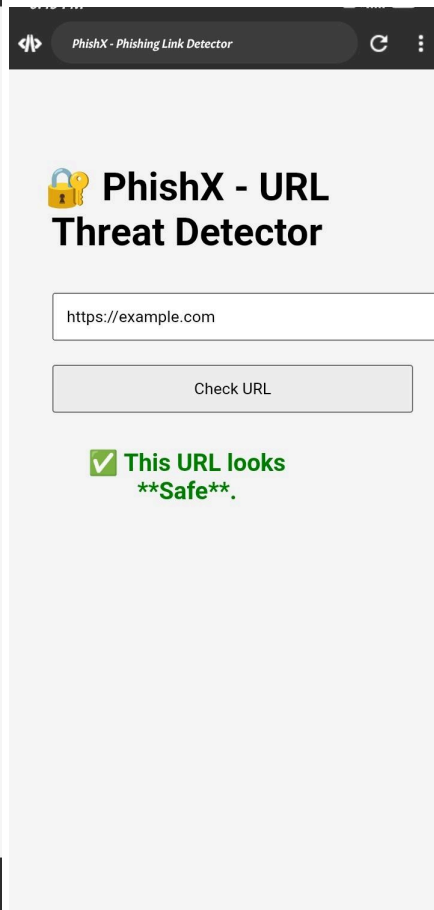 PhishX - Phishing Link Detector
🔐 PhishX - URL
Threat Detector
https://example.com
Check URL
✅ This URL looks
**Safe**.